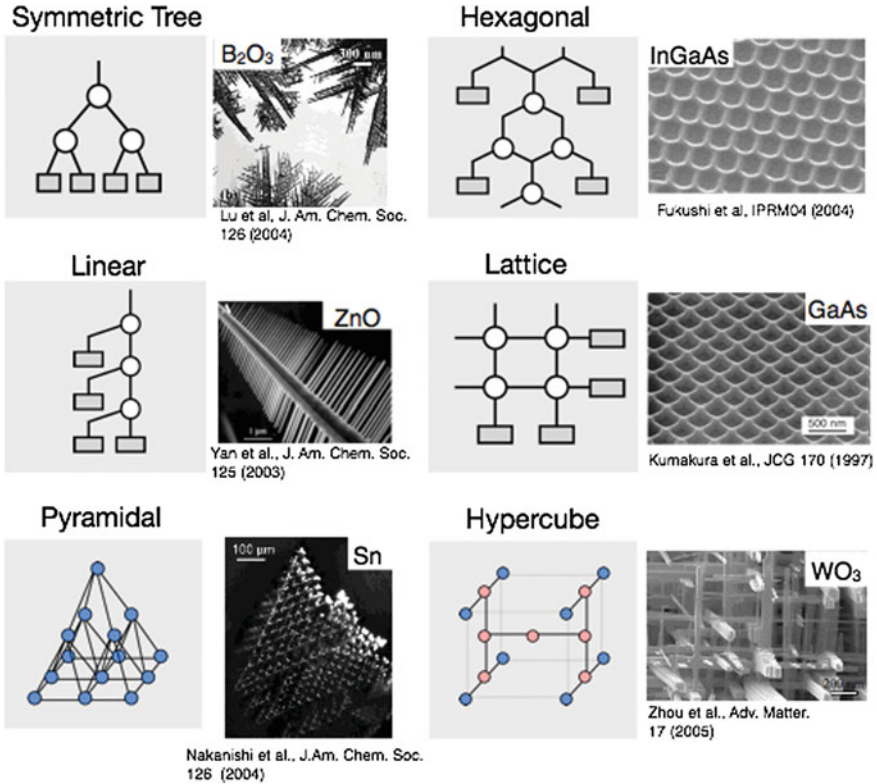 Symmetric Tree
B₂O₃
300 nm
(b)
Lu et al, J. Am. Chem. Soc.
126 (2004)
Hexagonal
InGaAs
Fukushi et al, IPRM04 (2004)
Linear
ZnO
1 µm
Yan et al., J. Am. Chem. Soc.
125 (2003)
Lattice
GaAs
500 nm
Kumakura et al., JCG 170 (1997)
Pyramidal
100 µm
Sn
Nakanishi et al., J.Am. Chem. Soc.
126 (2004)
Hypercube
WO₃
200 nm
Zhou et al., Adv. Matter.
17 (2005)